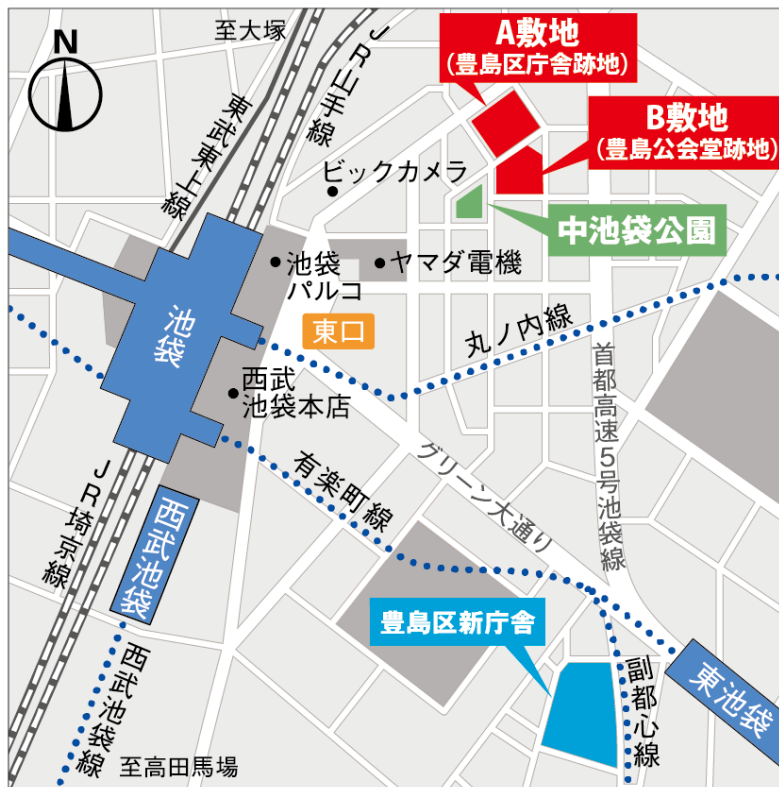 N
至大塚
JR山手線
東武東上線
A敷地
(豊島区庁舎跡地)
B敷地
(豊島公会堂跡地)
ビックカメラ
中池袋公園
池袋
パルコ
ヤマダ電機
池袋
東口
丸ノ内線
首都高速5号池袋線
西武
池袋本店
グリーン大通り
有楽町線
JR埼京線
西武池袋
豊島区新庁舎
東池袋
副都心線
西武池袋線
至高田馬場